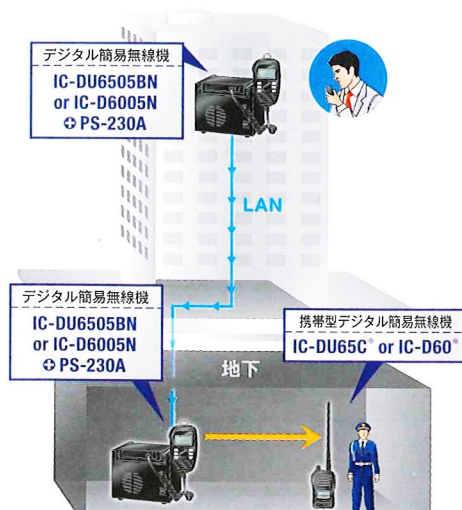 デジタル簡易無線機
IC-DU6505BN
or IC-D6005N
✚ PS-230A
LAN
デジタル簡易無線機
IC-DU6505BN
or IC-D6005N
✚ PS-230A
携帯型デジタル簡易無線機
IC-DU65C※ or IC-D60※
地下